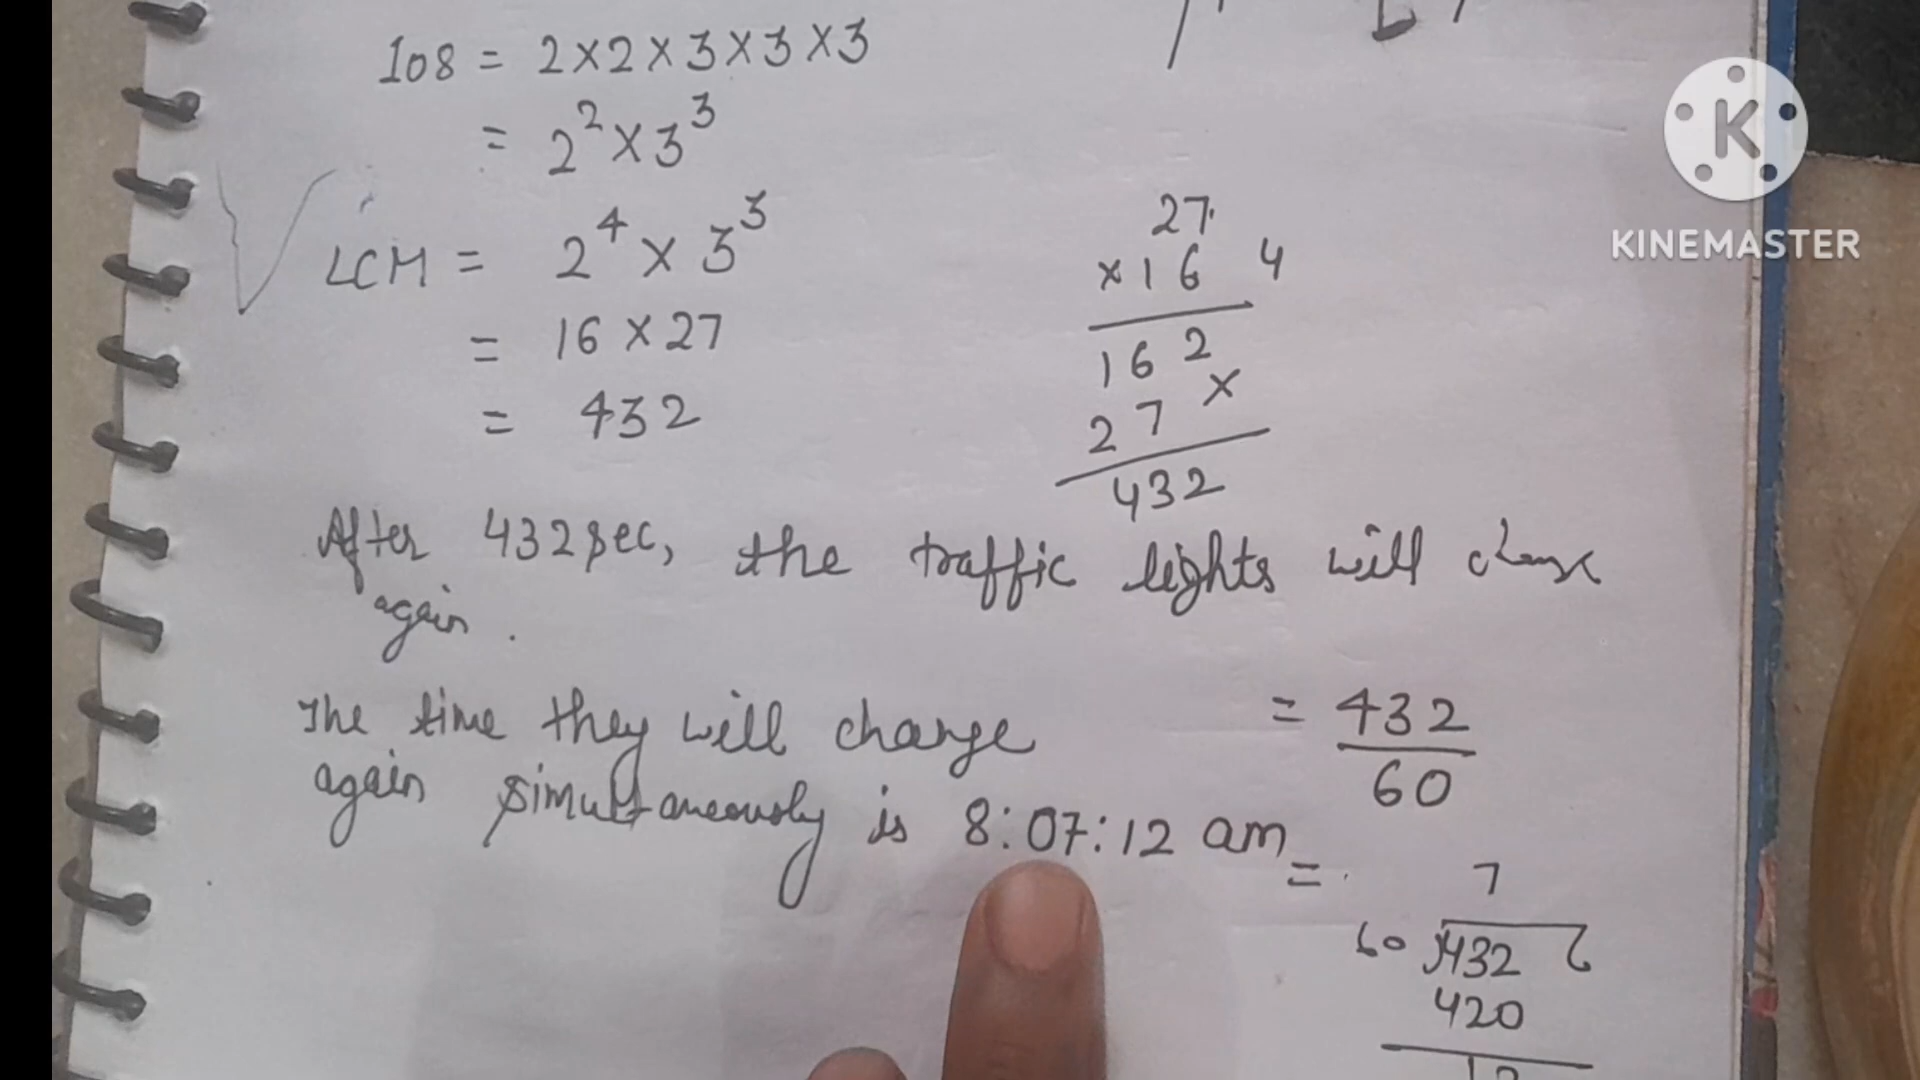 108 = 2×2×3×3×3
= 2² × 3³
LCM = 2⁴ × 3³
= 16 × 27
= 432
27
×16 4
162
27×
432
After 432 sec, the traffic lights will change
again.
The time they will change
again simultaneously is 8:07:12 am
= 432
60
= 7
60 432
420
12
K
KINEMASTER